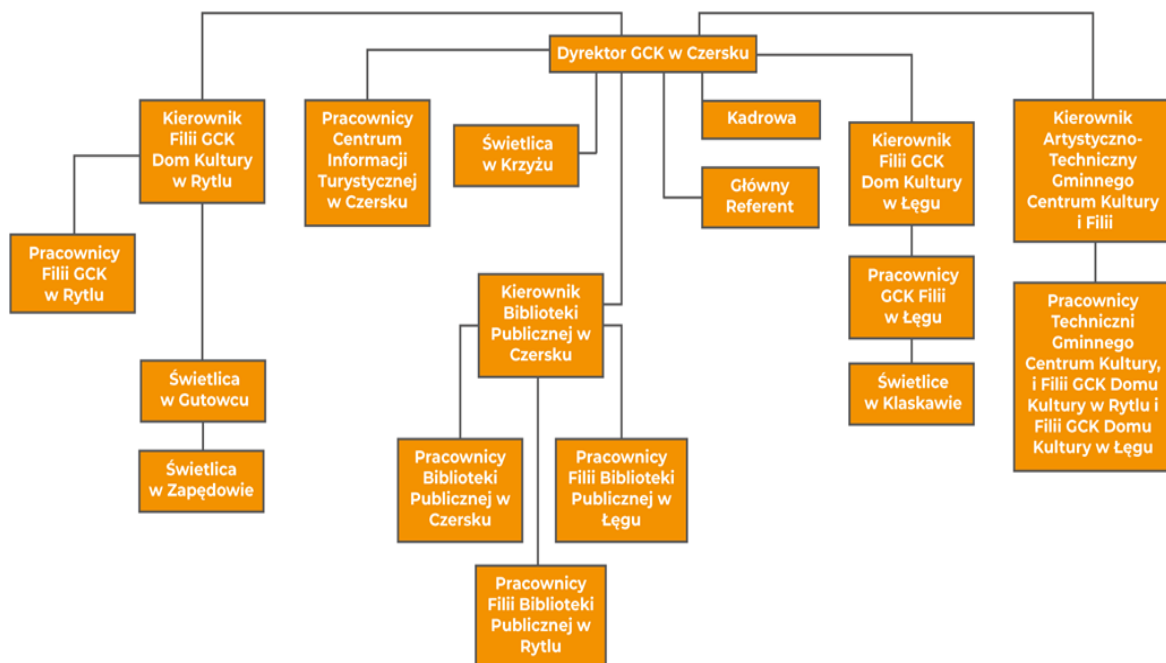 Dyrektor GCK w Czersku
Kierownik
Filii GCK
Dom Kultury
w Rytlu
Pracownicy
Centrum
Informacji
Turystycznej
w Czersku
Świetlica
w Krzyżu
Kadrowa
Główny
Referent
Kierownik
Filii GCK
Dom Kultury
w Łęgu
Kierownik
Artystyczno-
Techniczny
Gminnego
Centrum Kultury
i Filii
Pracownicy
Filii GCK
w Rytlu
Kierownik
Biblioteki
Publicznej w
Czersku
Pracownicy
GCK Filii
w Łęgu
Pracownicy
Techniczni
Gminnego
Centrum Kultury,
i Filii GCK Domu
Kultury w Rytlu i
Filii GCK Domu
Kultury w Łęgu
Świetlica
w Gutowcu
Świetlice
w Klaskawie
Świetlica
w Zapędowie
Pracownicy
Biblioteki
Publicznej w
Czersku
Pracownicy
Filii Biblioteki
Publicznej w
Łęgu
Pracownicy
Filii Biblioteki
Publicznej w
Rytlu